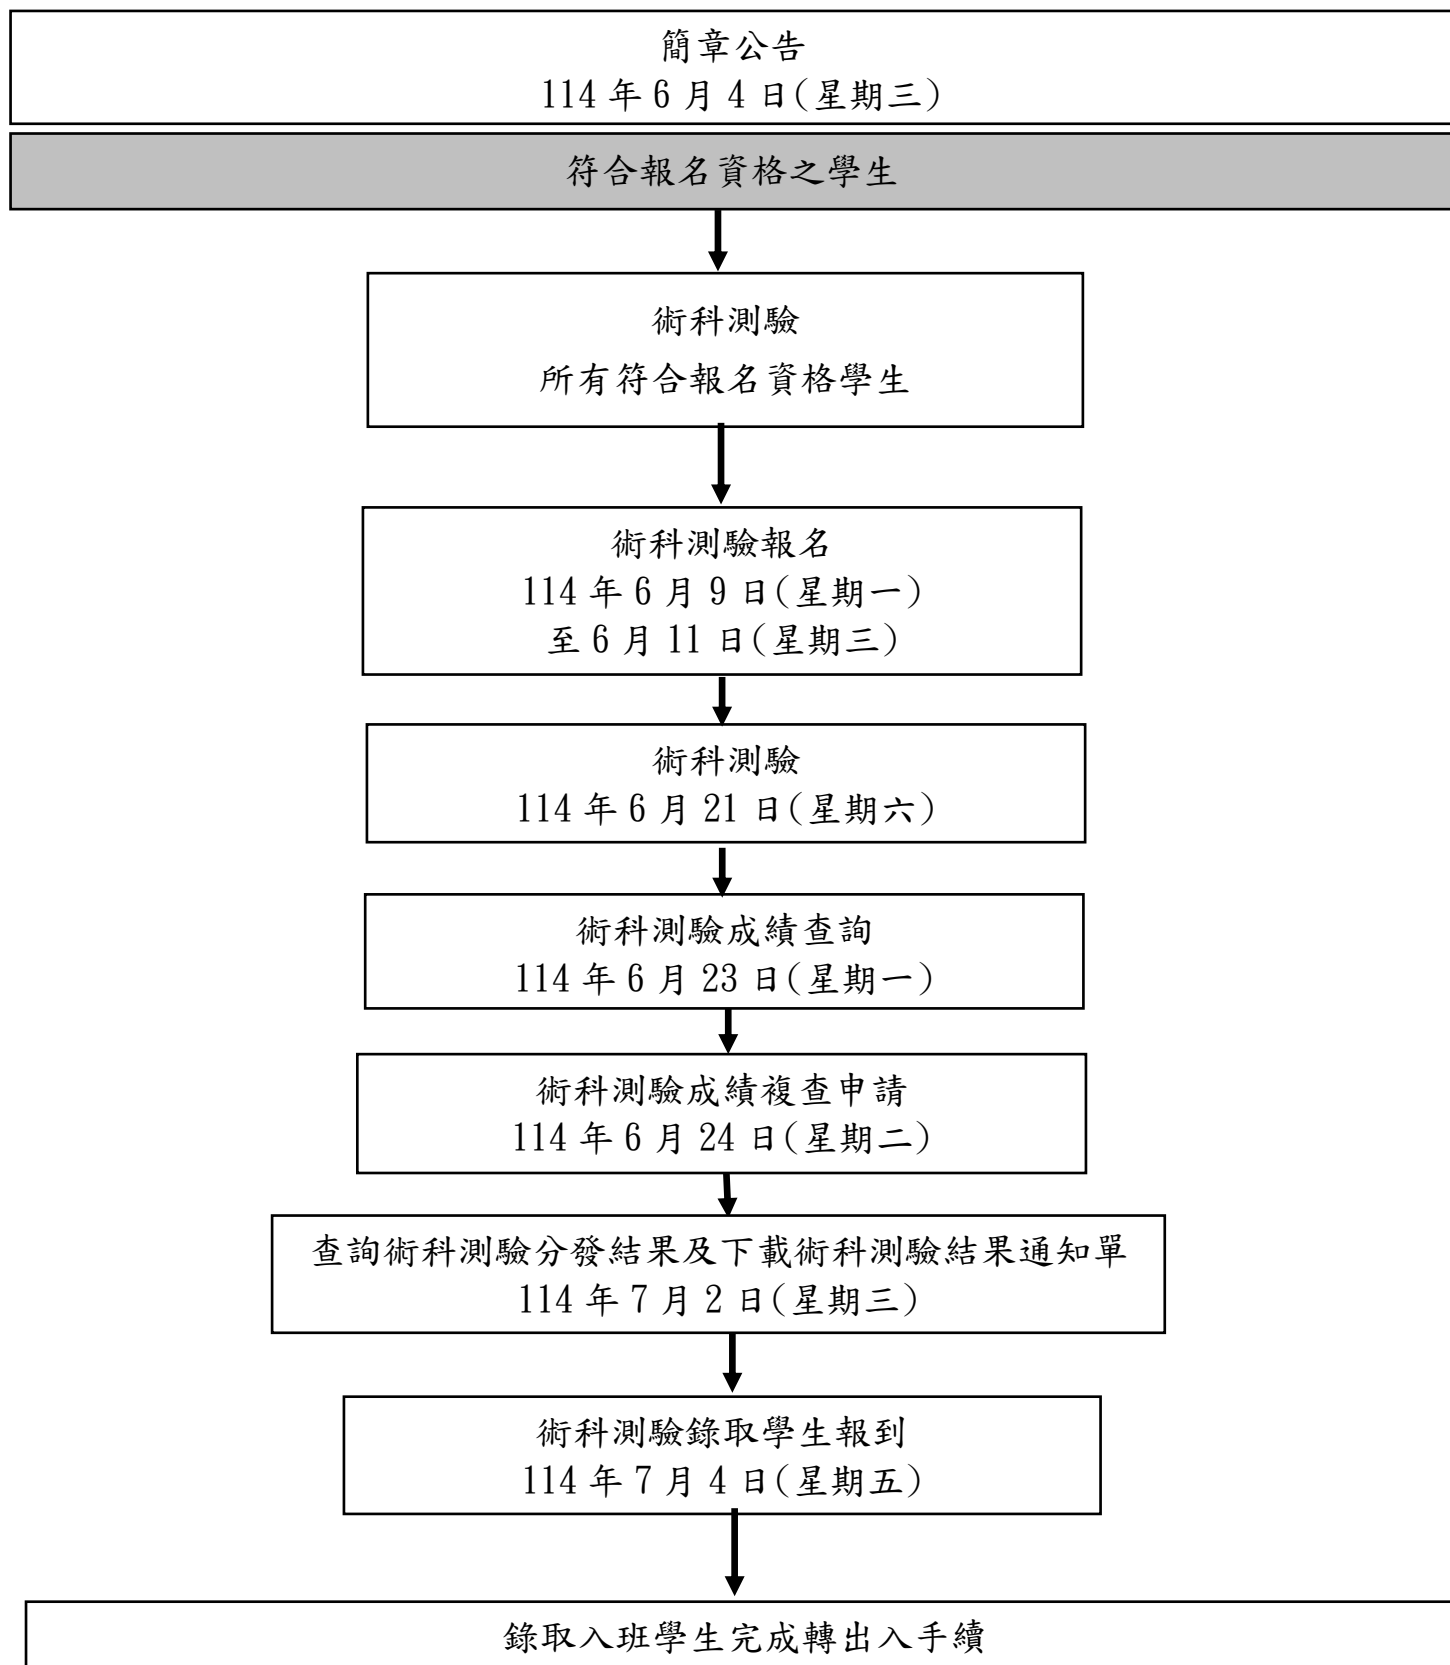 簡章公告
114 年 6 月 4 日(星期三)
符合報名資格之學生
術科測驗
所有符合報名資格學生
術科測驗報名
114 年 6 月 9 日(星期一)
至 6 月 11 日(星期三)
術科測驗
114 年 6 月 21 日(星期六)
術科測驗成績查詢
114 年 6 月 23 日(星期一)
術科測驗成績複查申請
114 年 6 月 24 日(星期二)
查詢術科測驗分發結果及下載術科測驗結果通知單
114 年 7 月 2 日(星期三)
術科測驗錄取學生報到
114 年 7 月 4 日(星期五)
錄取入班學生完成轉出入手續